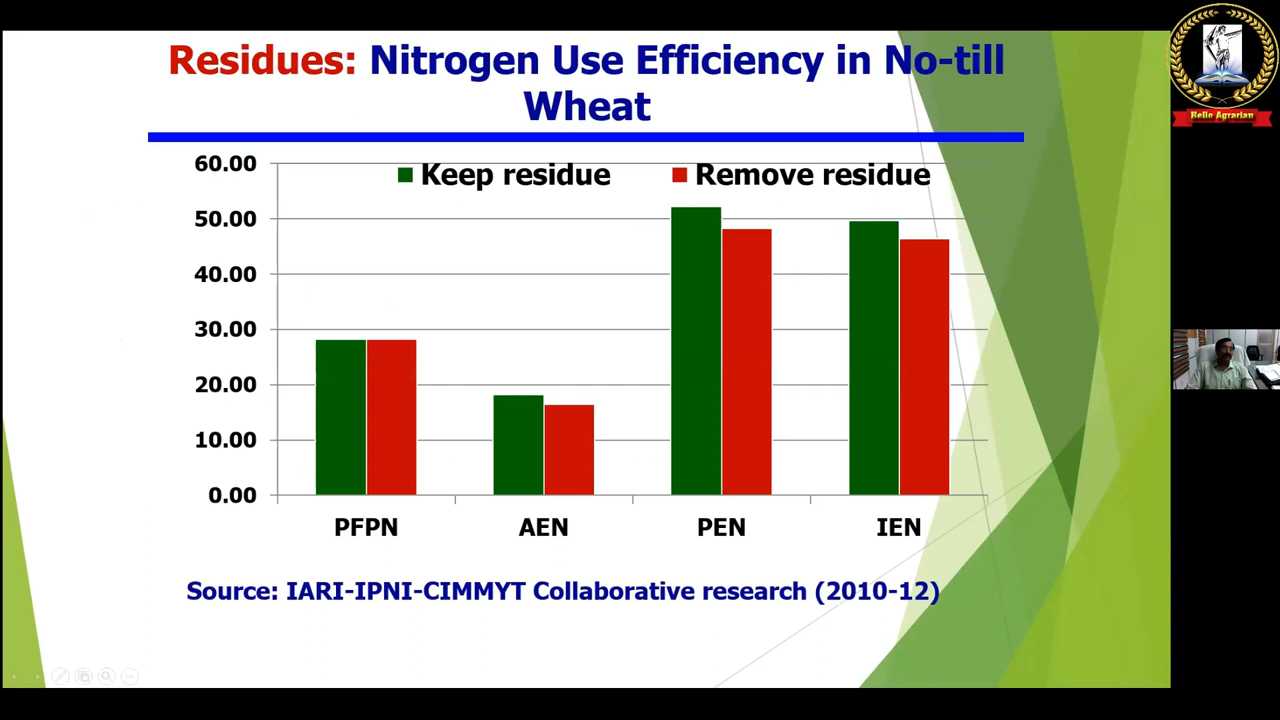 Residues: Nitrogen Use Efficiency in No-till
Wheat
Keep residue Remove residue
60.00
50.00
40.00
30.00
20.00
10.00
0.00
PFPN AEN PEN IEN
Source: IARI-IPNI-CIMMYT Collaborative research (2010-12)
Hello Agrarian